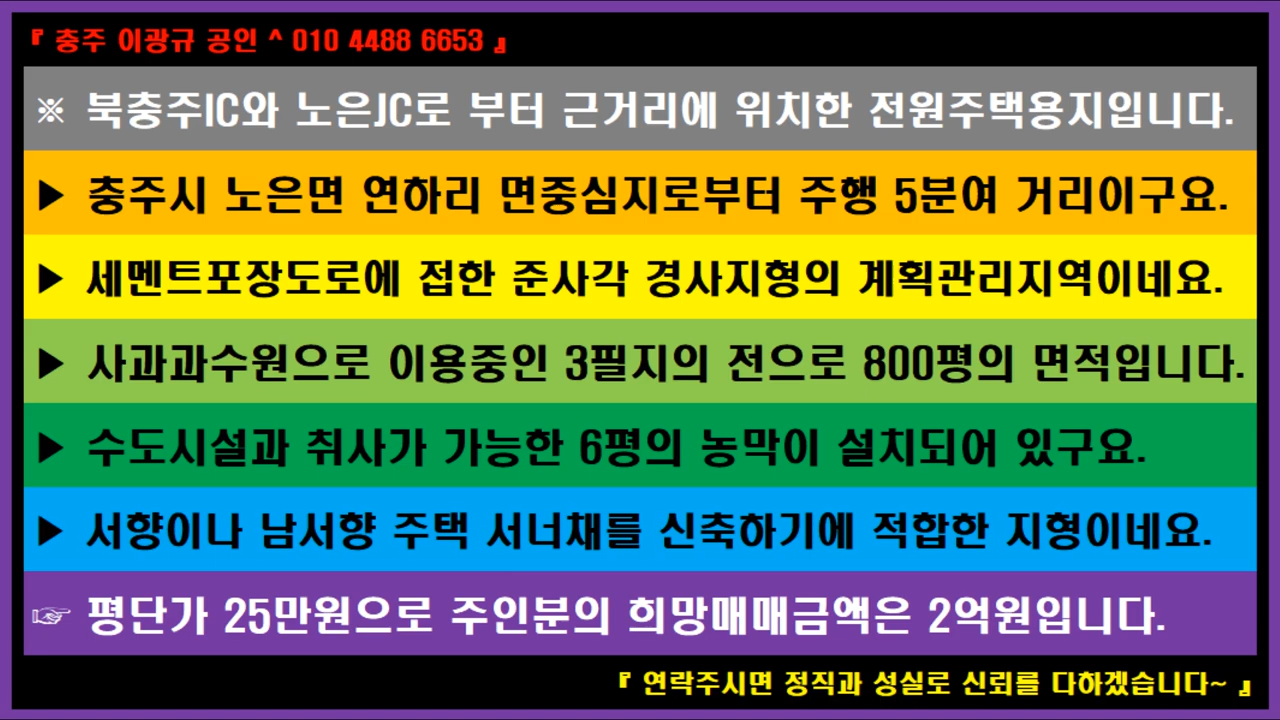 『 충주 이광규 공인 ^ 010 4488 6653 』
※ 북충주IC와 노은JC로 부터 근거리에 위치한 전원주택용지입니다.
▶ 충주시 노은면 연하리 면중심지로부터 주행 5분여 거리이구요.
▶ 세멘트포장도로에 접한 준사각 경사지형의 계획관리지역이네요.
▶ 사과과수원으로 이용중인 3필지의 전으로 800평의 면적입니다.
▶ 수도시설과 취사가 가능한 6평의 농막이 설치되어 있구요.
▶ 서향이나 남서향 주택 서너채를 신축하기에 적합한 지형이네요.
☞ 평단가 25만원으로 주인분의 희망매매금액은 2억원입니다.
『 연락주시면 정직과 성실로 신뢰를 다하겠습니다~ 』